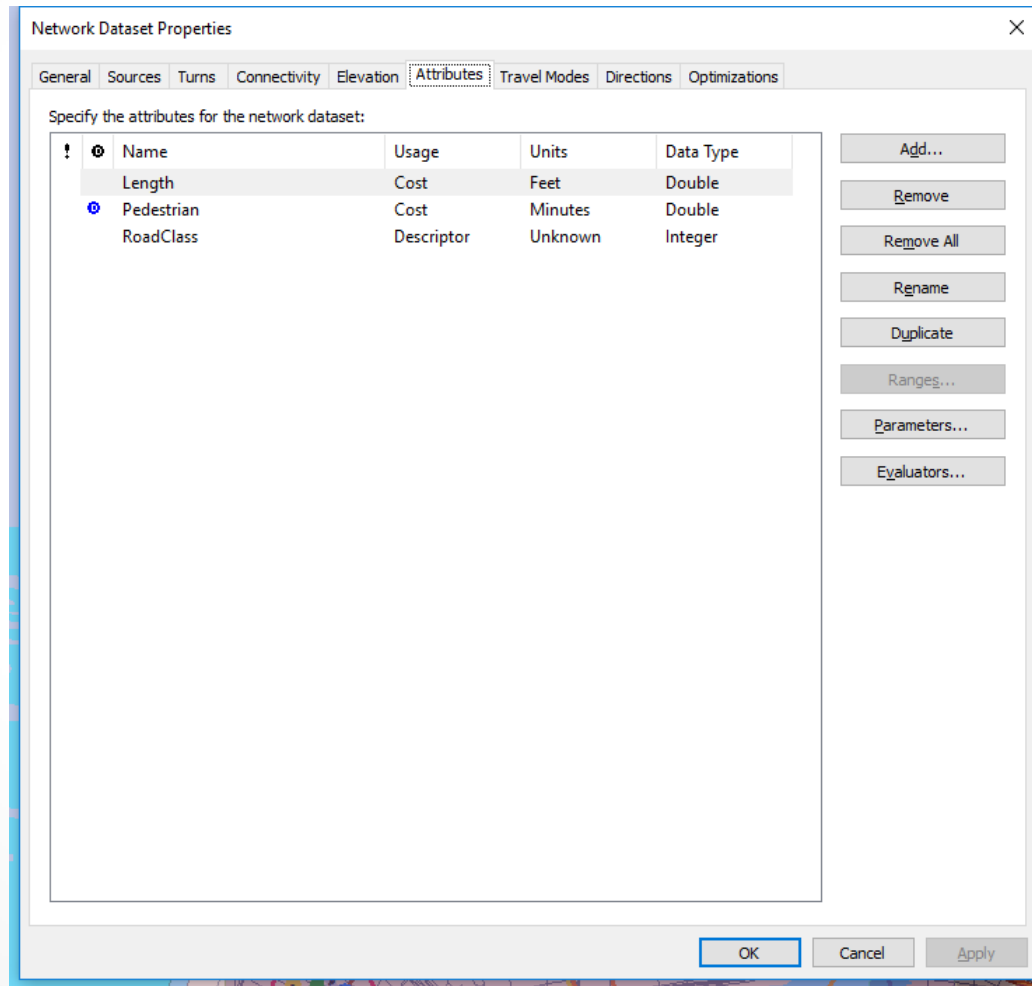 Network Dataset Properties
General Sources Turns Connectivity Elevation Attributes Travel Modes Directions Optimizations
Specify the attributes for the network dataset:
! D Name Usage Units Data Type
Length Cost Feet Double
D Pedestrian Cost Minutes Double
RoadClass Descriptor Unknown Integer
Add...
Remove
Remove All
Rename
Duplicate
Ranges...
Parameters...
Evaluators...
OK Cancel Apply